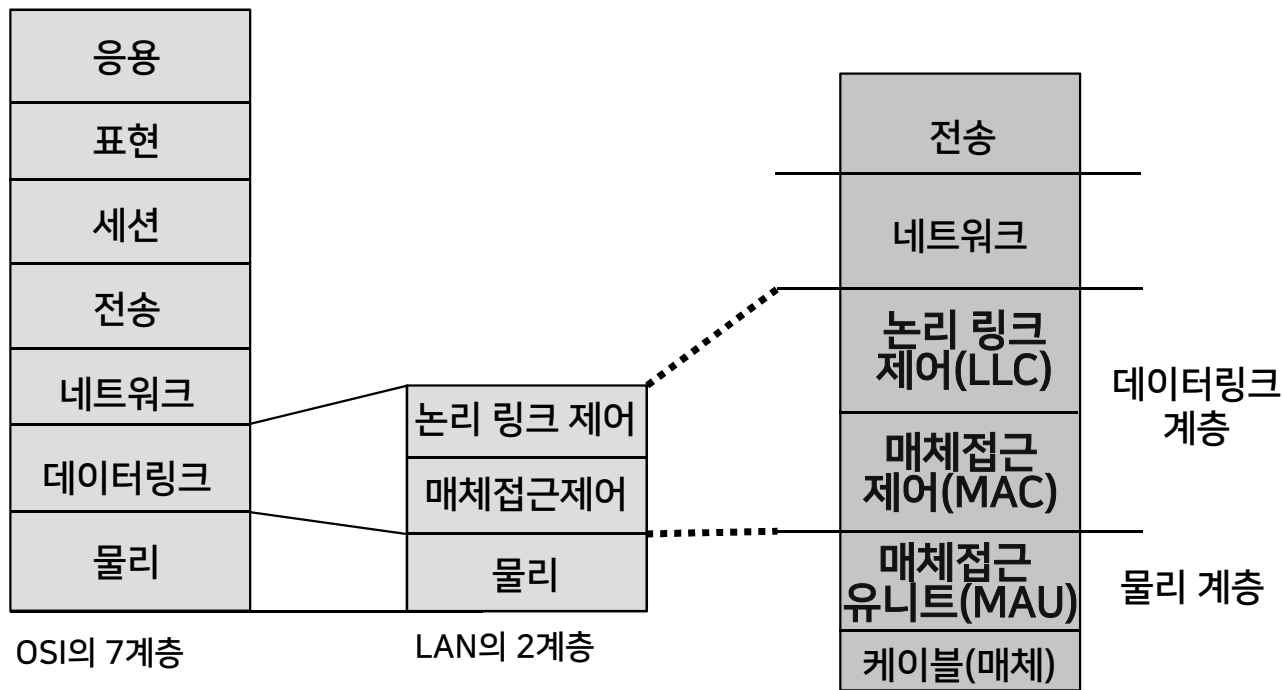 응용
표현
세션
전송
네트워크
데이터링크
물리
OSI의 7계층
논리 링크 제어
매체접근제어
물리
LAN의 2계층
전송
네트워크
논리 링크
제어(LLC)
매체접근
제어(MAC)
매체접근
유니트(MAU)
케이블(매체)
데이터링크
계층
물리 계층